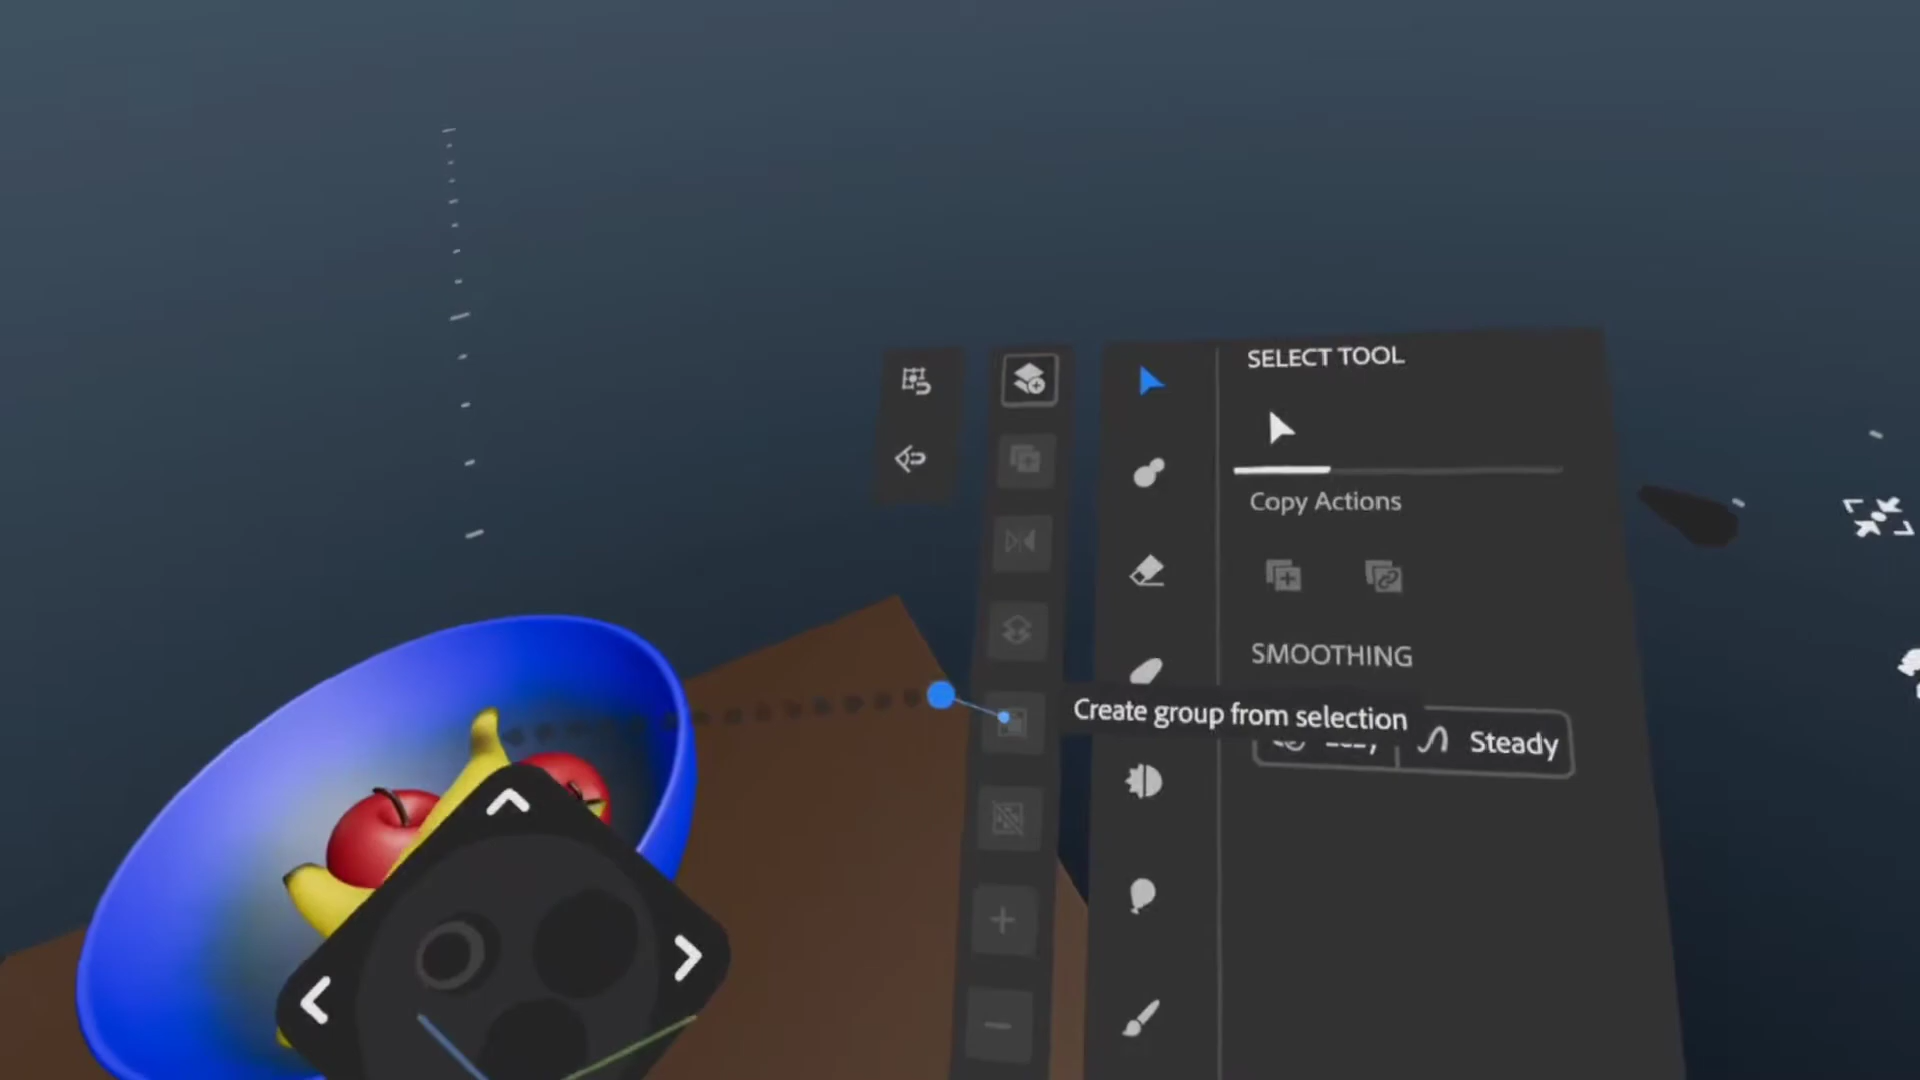 SELECT TOOL
Copy Actions
SMOOTHING
Create group from selection
Steady